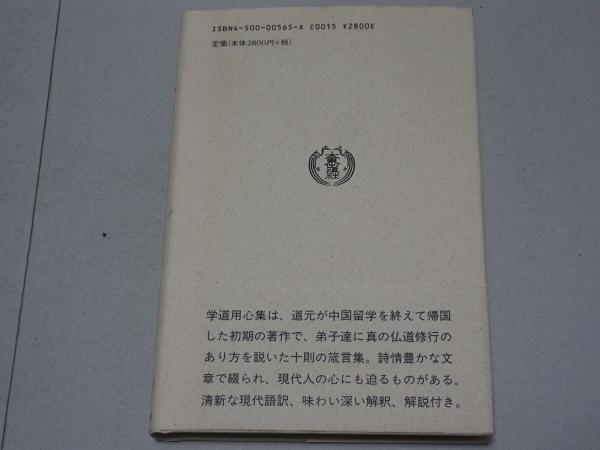 ISBN4-500-00565-X C0015 ¥2800E
定価(本体2800円+税)
学道用心集は、道元が中国留学を終えて帰国
した初期の著作で、弟子達に真の仏道修行の
あり方を説いた十則の箴言集。詩情豊かな文
章で綴られ、現代人の心にも迫るものがある。
清新な現代語訳、味わい深い解釈、解説付き。